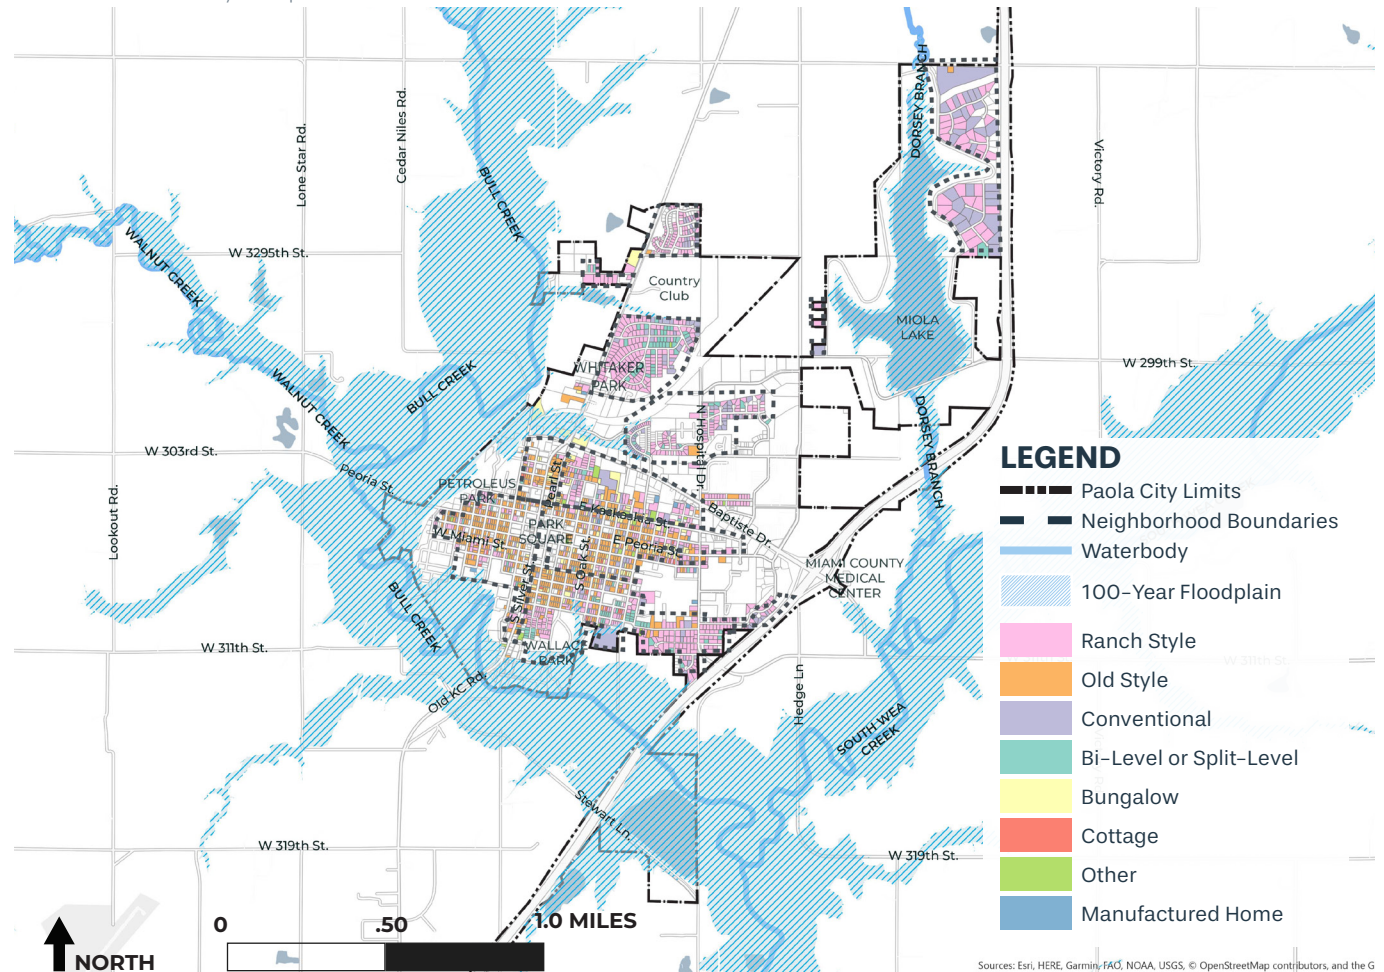 DORSEY BRANCH
Lone Star Rd.
Cedar Niles Rd.
Victory Rd.
BULL CREEK
WALNUT CREEK
W 3295th St.
Country
Club
MIOLA
LAKE
W 299th St.
WHITAKER
PARK
BULL CREEK
WALNUT CREEK
N Hospital Dr.
DORSEY BRANCH
W 303rd St.
Peoria St.
PETROLEUS
PARK
Pearl St.
E Kaskaskia St.
Baptiste Dr.
PARK
SQUARE
W Miami St.
E Peoria St.
S Oak St.
S Silver St.
Lookout Rd.
MIAMI COUNTY
MEDICAL
CENTER
BULL CREEK
W 311th St.
WALLACE
PARK
Old KC Rd.
Hedge Ln
SOUTH WEA
CREEK
Stewart Ln.
W 319th St.
W 319th St.
LEGEND
Paola City Limits
Neighborhood Boundaries
Waterbody
100-Year Floodplain
Ranch Style
W 311th St.
Old Style
Conventional
Bi-Level or Split-Level
Bungalow
Cottage
Other
Manufactured Home
0 .50 1.0 MILES
NORTH
Sources: Esri, HERE, Garmin, FAO, NOAA, USGS, © OpenStreetMap contributors, and the G